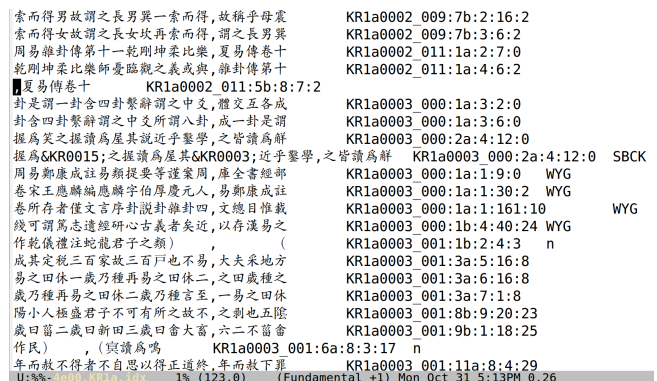 索而得男故謂之長男巽一索而得,故稱乎母震 KR1a0002_009:7b:2:16:2
索而得女故謂之長女坎再索而得,謂之長男巽 KR1a0002_009:7b:3:6:2
周易雜卦傳第十一乾剛坤柔比樂,夏易傳卷十 KR1a0002_011:1a:2:7:0
乾剛坤柔比樂師憂臨觀之義或與,雜卦傳第十 KR1a0002_011:1a:4:6:2
,夏易傳卷十 KR1a0002_011:5b:8:7:2
卦是謂一卦含四卦繫辭謂之中爻,體交互各成 KR1a0003_000:1a:3:2:0
卦含四卦繫辭謂之中爻所謂八卦,成一卦是謂 KR1a0003_000:1a:3:6:0
握爲笑之握讀爲屋其説近乎鑿學,之皆讀爲解 KR1a0003_000:2a:4:12:0
握爲&KR0015;之握讀爲屋其&KR0003;近乎鑿學,之皆讀爲解 KR1a0003_000:2a:4:12:0 SBCK
周易鄭康成註易類提要等謹案周,庫全書經部 KR1a0003_000:1a:1:9:0 WYG
卷宋王應麟編應麟字伯厚慶元人,易鄭康成註 KR1a0003_000:1a:1:30:2 WYG
卷所存者僅文言序卦説卦雜卦四,文總目惟載 KR1a0003_000:1a:1:161:10 WYG
綫可謂篤志遺經研心古義者矣近,以存漢易之 KR1a0003_000:1b:4:40:24 WYG
作乾儀禮注蛇龍君子之類） , （ KR1a0003_001:1b:2:4:3 n
成其定税三百家故三百戸也不易,大夫采地方 KR1a0003_001:3a:5:16:8
易之田休一歲乃種再易之田休二,之田歲種之 KR1a0003_001:3a:6:16:8
歲乃種再易之田休二歲乃種言至,一易之田休 KR1a0003_001:3a:7:1:8
陽小人極盛君子不可有所之故不,之剥也五隂 KR1a0003_001:8b:9:20:23
歲曰菑二歲曰新田三歲曰畬大畜,六二不菑畬 KR1a0003_001:9b:1:18:25
作民） ,（冥讀爲鳴 KR1a0003_001:6a:8:3:17 n
年而赦不得者不自思以得正道終,年而赦下罪 KR1a0003_001:11a:8:4:29
U:%%-4e00.KR1a.idx 1% (123,0) (Fundamental +1) Mon Oct 31 5:13PM 0.26